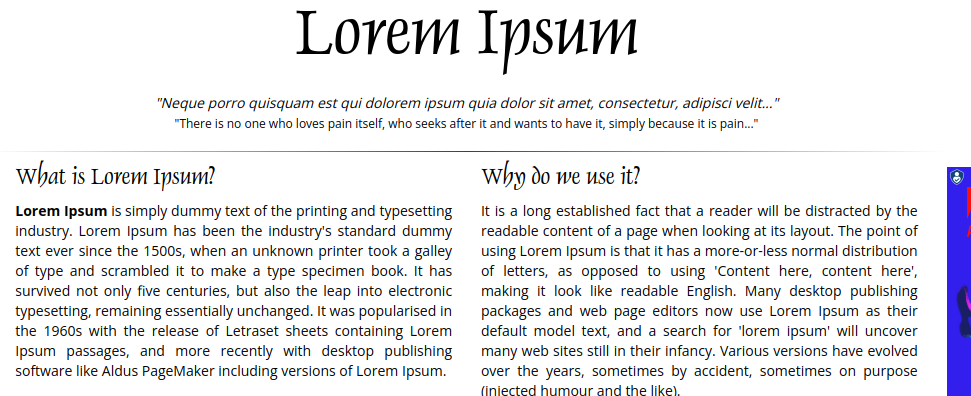 Lorem Ipsum
"Neque porro quisquam est qui dolorem ipsum quia dolor sit amet, consectetur, adipisci velit..."
"There is no one who loves pain itself, who seeks after it and wants to have it, simply because it is pain..."
What is Lorem Ipsum?
Lorem Ipsum is simply dummy text of the printing and typesetting
industry. Lorem Ipsum has been the industry's standard dummy
text ever since the 1500s, when an unknown printer took a galley
of type and scrambled it to make a type specimen book. It has
survived not only five centuries, but also the leap into electronic
typesetting, remaining essentially unchanged. It was popularised in
the 1960s with the release of Letraset sheets containing Lorem
Ipsum passages, and more recently with desktop publishing
software like Aldus PageMaker including versions of Lorem Ipsum.
Why do we use it?
It is a long established fact that a reader will be distracted by the
readable content of a page when looking at its layout. The point of
using Lorem Ipsum is that it has a more-or-less normal distribution
of letters, as opposed to using 'Content here, content here',
making it look like readable English. Many desktop publishing
packages and web page editors now use Lorem Ipsum as their
default model text, and a search for 'lorem ipsum' will uncover
many web sites still in their infancy. Various versions have evolved
over the years, sometimes by accident, sometimes on purpose
(injected humour and the like).